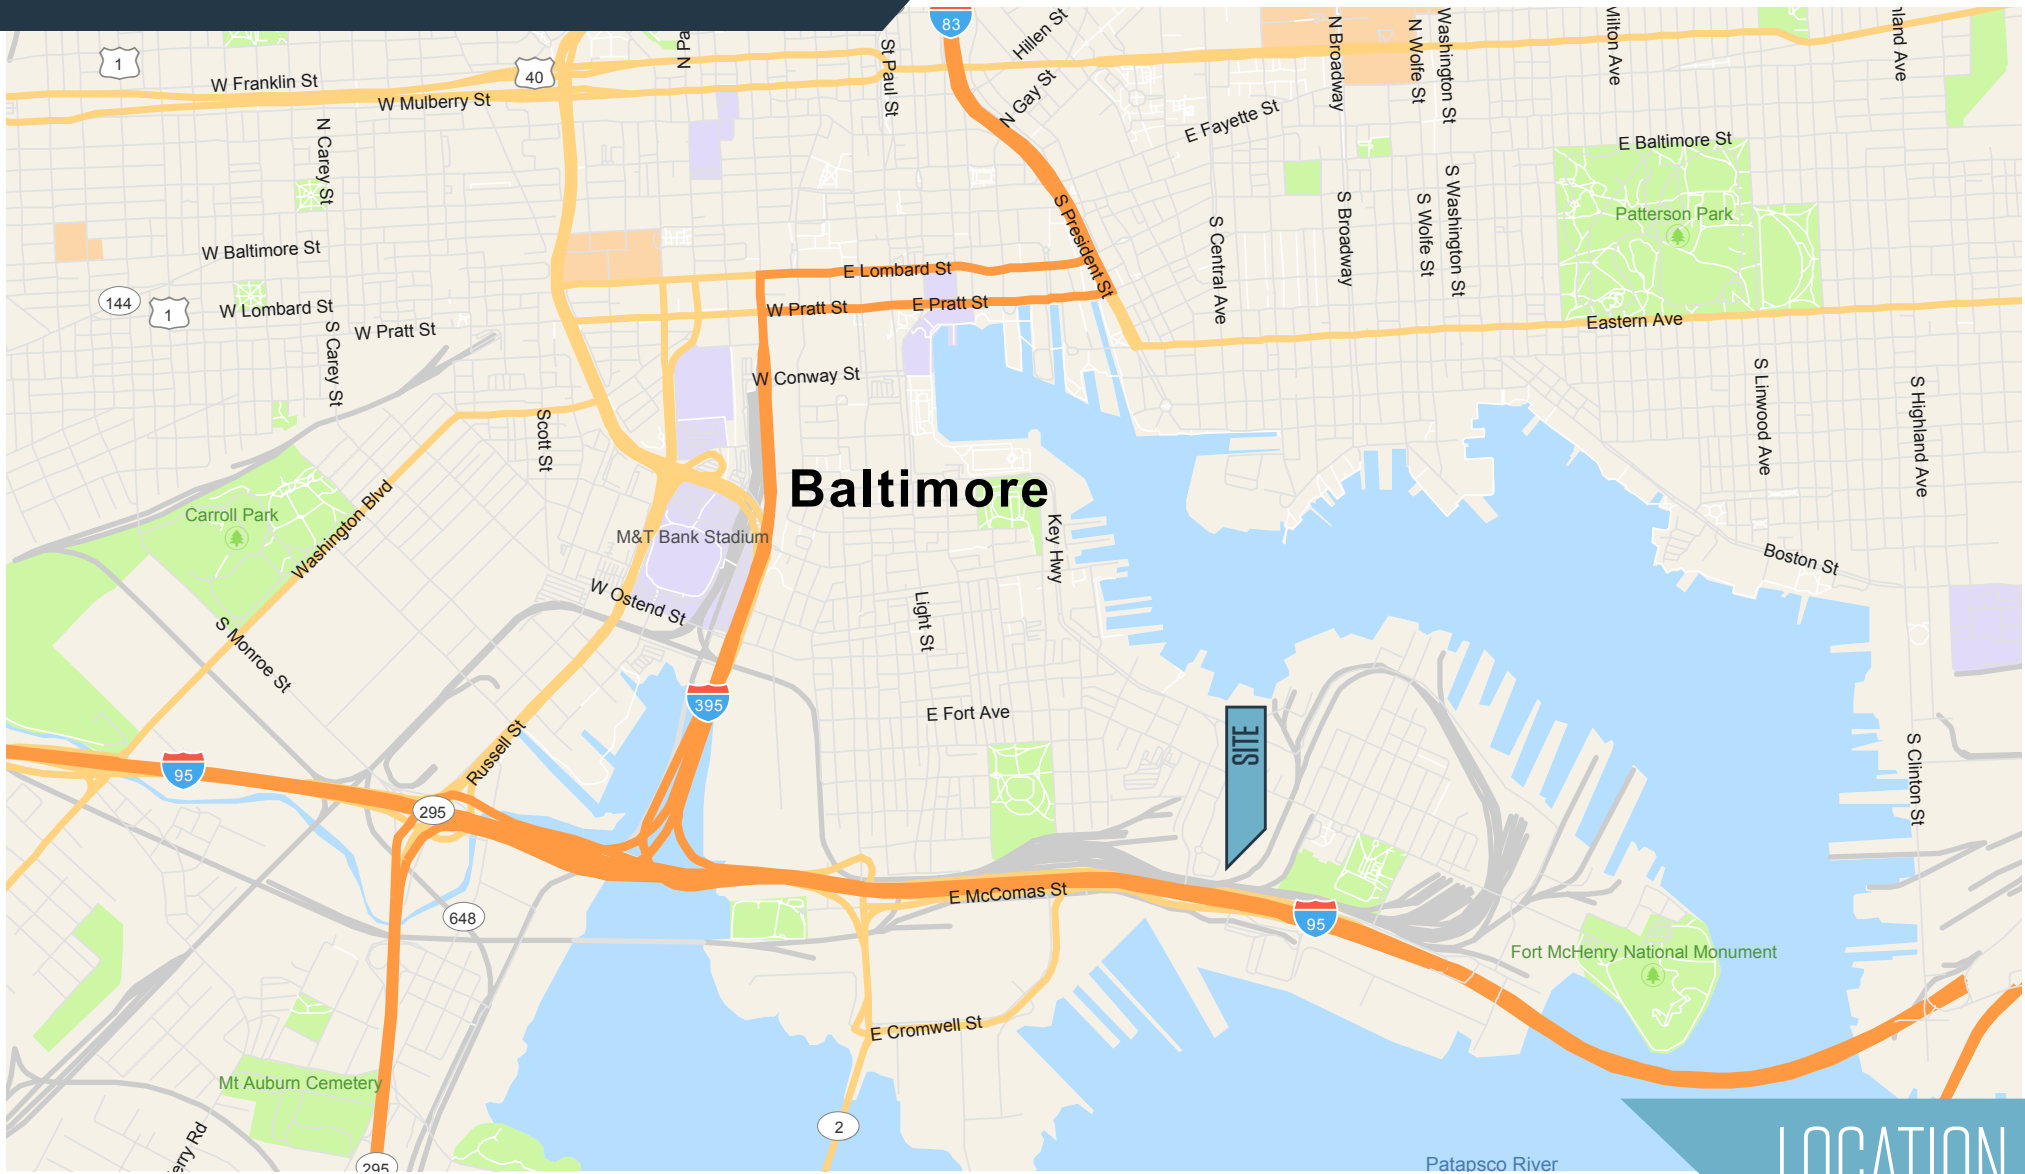 83
Hillen St
N Broadway
N Wolfe St
Washington St
Milton Ave
1
W Franklin St
40
W Mulberry St
St Paul St
N Gay St
E Fayette St
E Baltimore St
N Carey St
Patterson Park
S Washington St
S Broadway
S Wolfe St
S Central Ave
S President St
W Baltimore St
E Lombard St
144
1
W Lombard St
W Pratt St
E Pratt St
W Pratt St
Eastern Ave
S Carey St
W Conway St
S Linwood Ave
S Highland Ave
Scott St
Baltimore
Carroll Park
Washington Blvd
M&T Bank Stadium
Key Hwy
Boston St
W Ostend St
Light St
S Monroe St
395
E Fort Ave
SITE
S Clinton St
Russell St
95
295
E McComas St
648
95
Fort McHenry National Monument
E Cromwell St
Mt Auburn Cemetery
2
erry Rd
295
Patapsco River
LOCATION